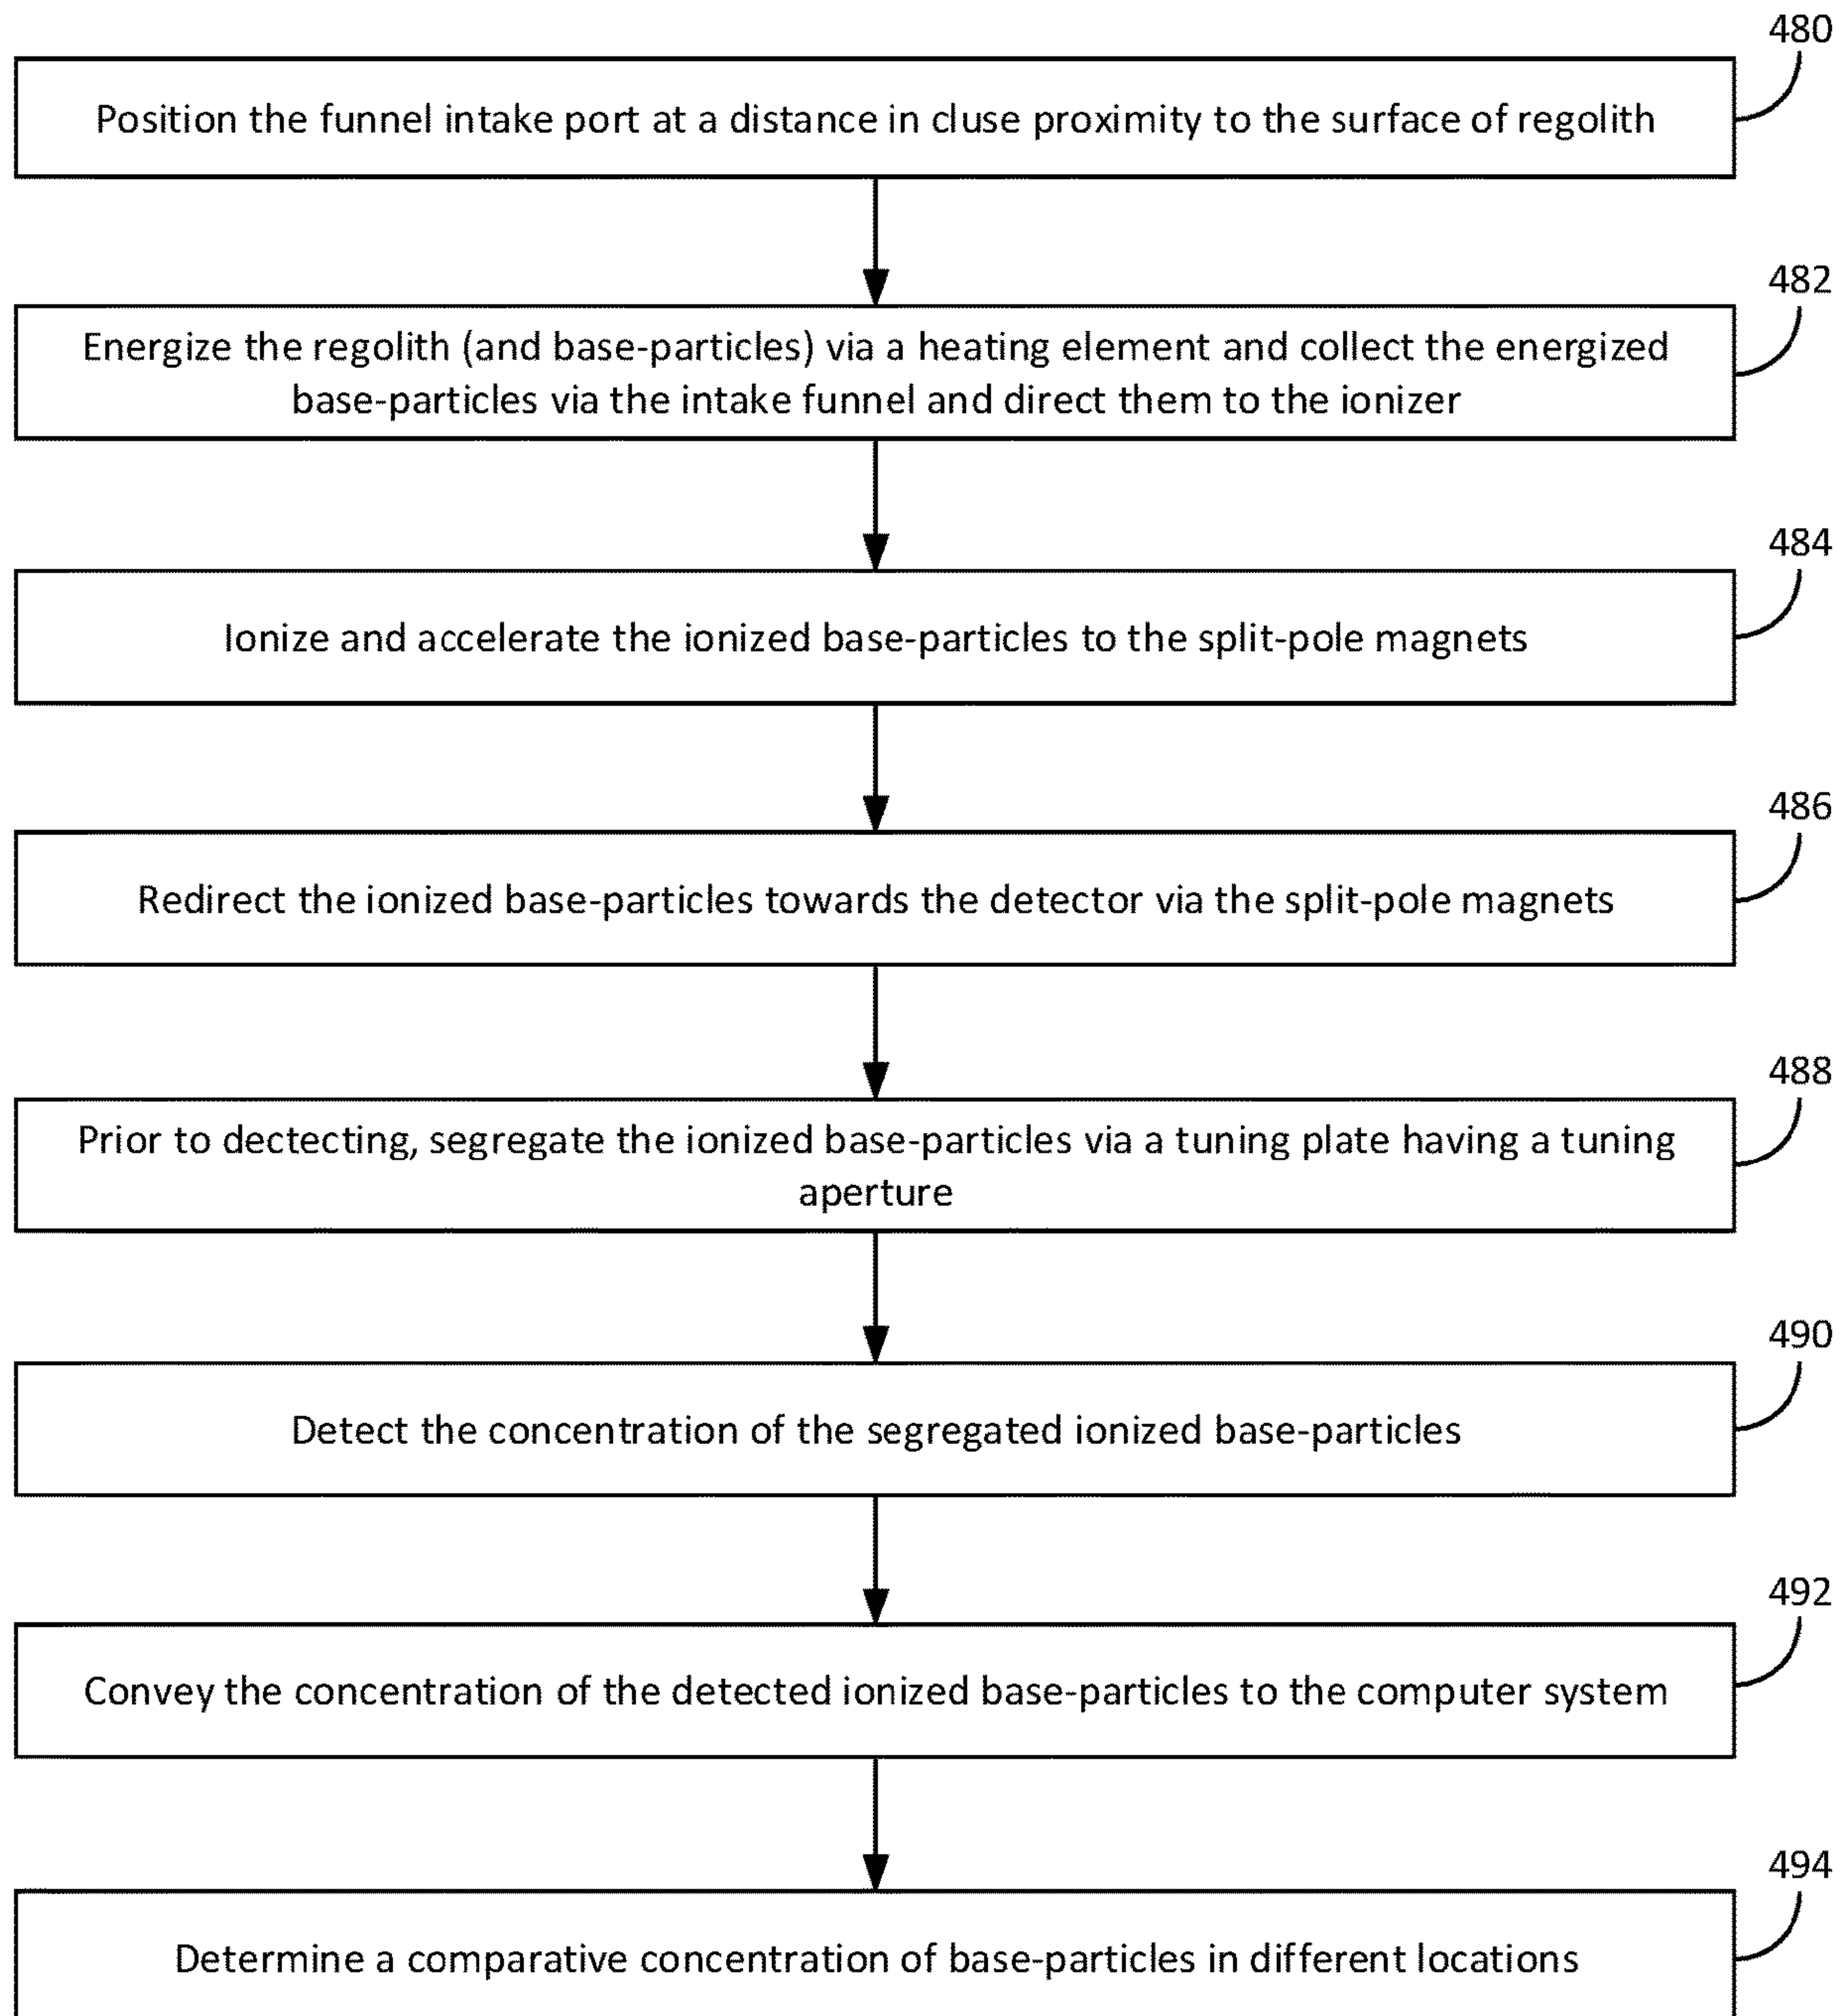 480
Position the funnel intake port at a distance in cluse proximity to the surface of regolith
482
Energize the regolith (and base-particles) via a heating element and collect the energized
base-particles via the intake funnel and direct them to the ionizer
484
Ionize and accelerate the ionized base-particles to the split-pole magnets
486
Redirect the ionized base-particles towards the detector via the split-pole magnets
488
Prior to dectecting, segregate the ionized base-particles via a tuning plate having a tuning
aperture
490
Detect the concentration of the segregated ionized base-particles
492
Convey the concentration of the detected ionized base-particles to the computer system
494
Determine a comparative concentration of base-particles in different locations